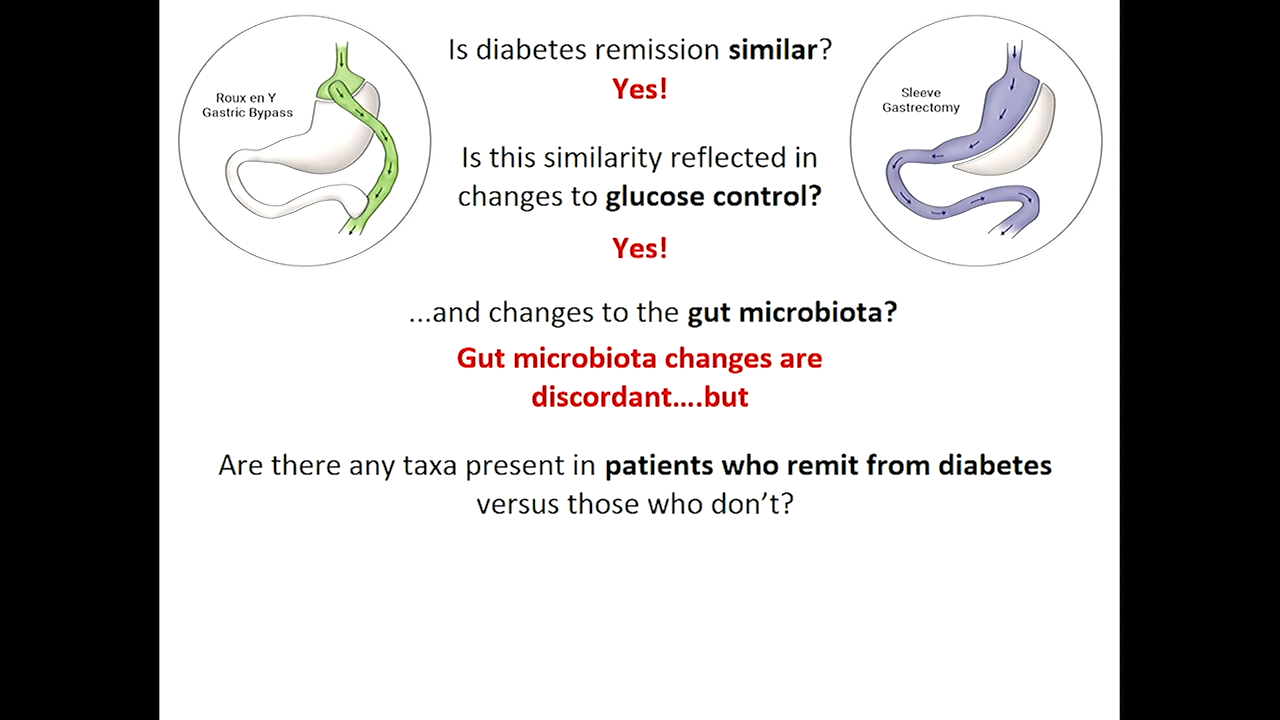 Roux en Y
Gastric Bypass
Is diabetes remission similar?
Yes!
Sleeve
Gastrectomy
Is this similarity reflected in
changes to glucose control?
Yes!
...and changes to the gut microbiota?
Gut microbiota changes are
discordant....but
Are there any taxa present in patients who remit from diabetes
versus those who don't?